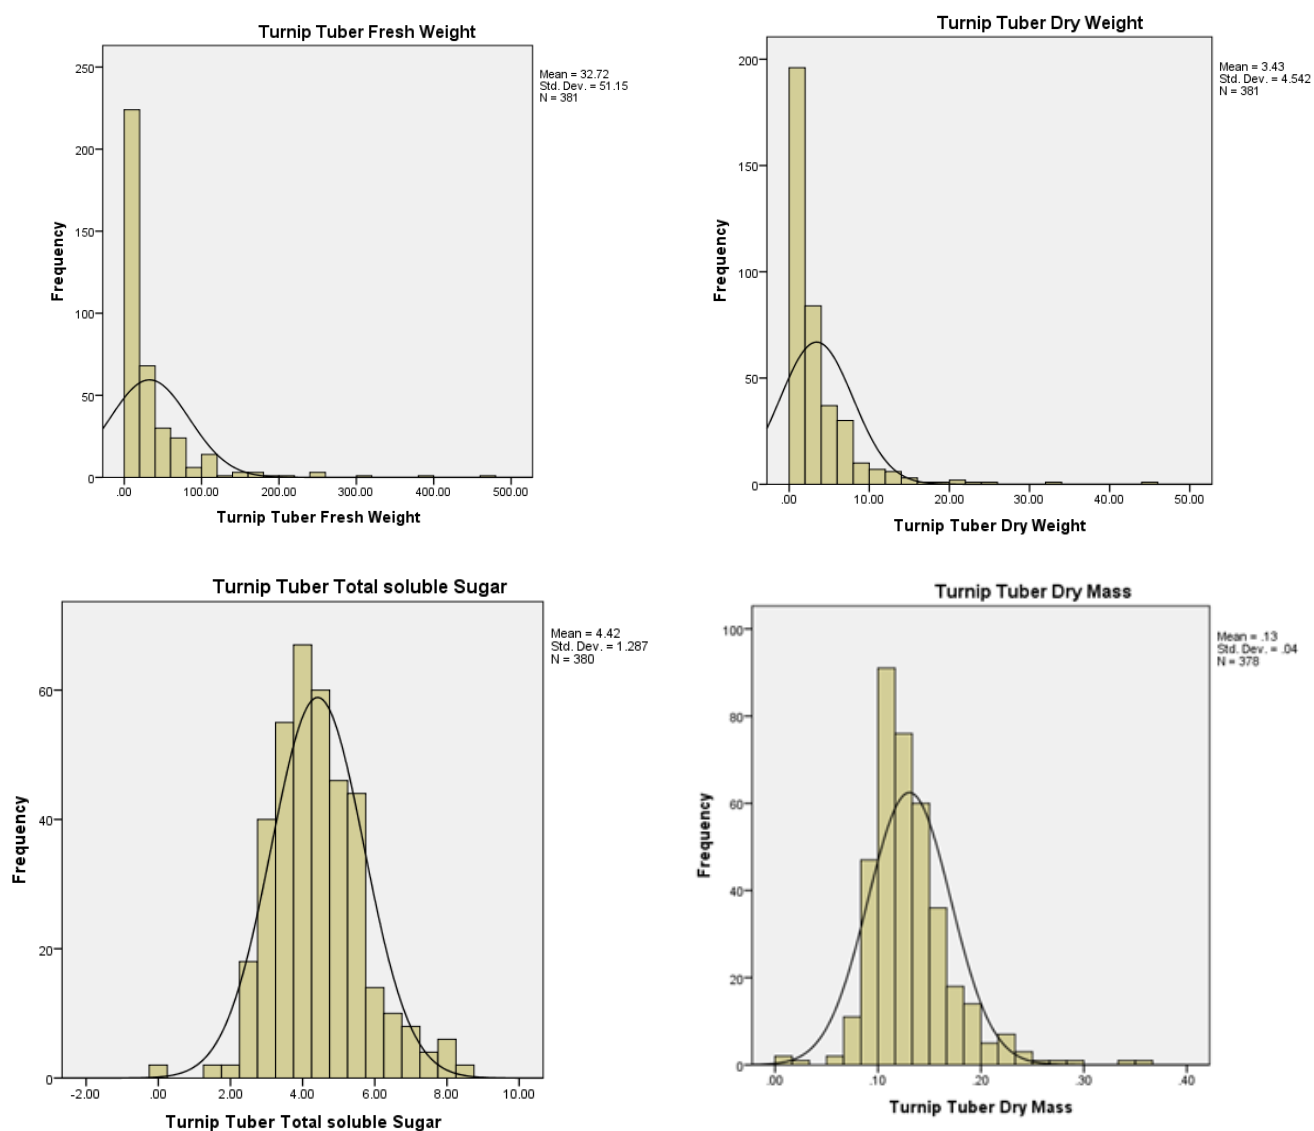 Turnip Tuber Fresh Weight
Mean = 32.72
Std. Dev. = 51.15
N = 381
Frequency
250
200
150
100
50
0
.00 100.00 200.00 300.00 400.00 500.00
Turnip Tuber Fresh Weight
Turnip Tuber Dry Weight
Mean = 3.43
Std. Dev. = 4.542
N = 381
Frequency
200
150
100
50
0
.00 10.00 20.00 30.00 40.00 50.00
Turnip Tuber Dry Weight
Turnip Tuber Total soluble Sugar
Mean = 4.42
Std. Dev. = 1.287
N = 380
Frequency
60
40
20
0
-2.00 .00 2.00 4.00 6.00 8.00 10.00
Turnip Tuber Total soluble Sugar
Turnip Tuber Dry Mass
Mean = .13
Std. Dev. = .04
N = 378
Frequency
100
80
60
40
20
0
.00 .10 .20 .30 .40
Turnip Tuber Dry Mass